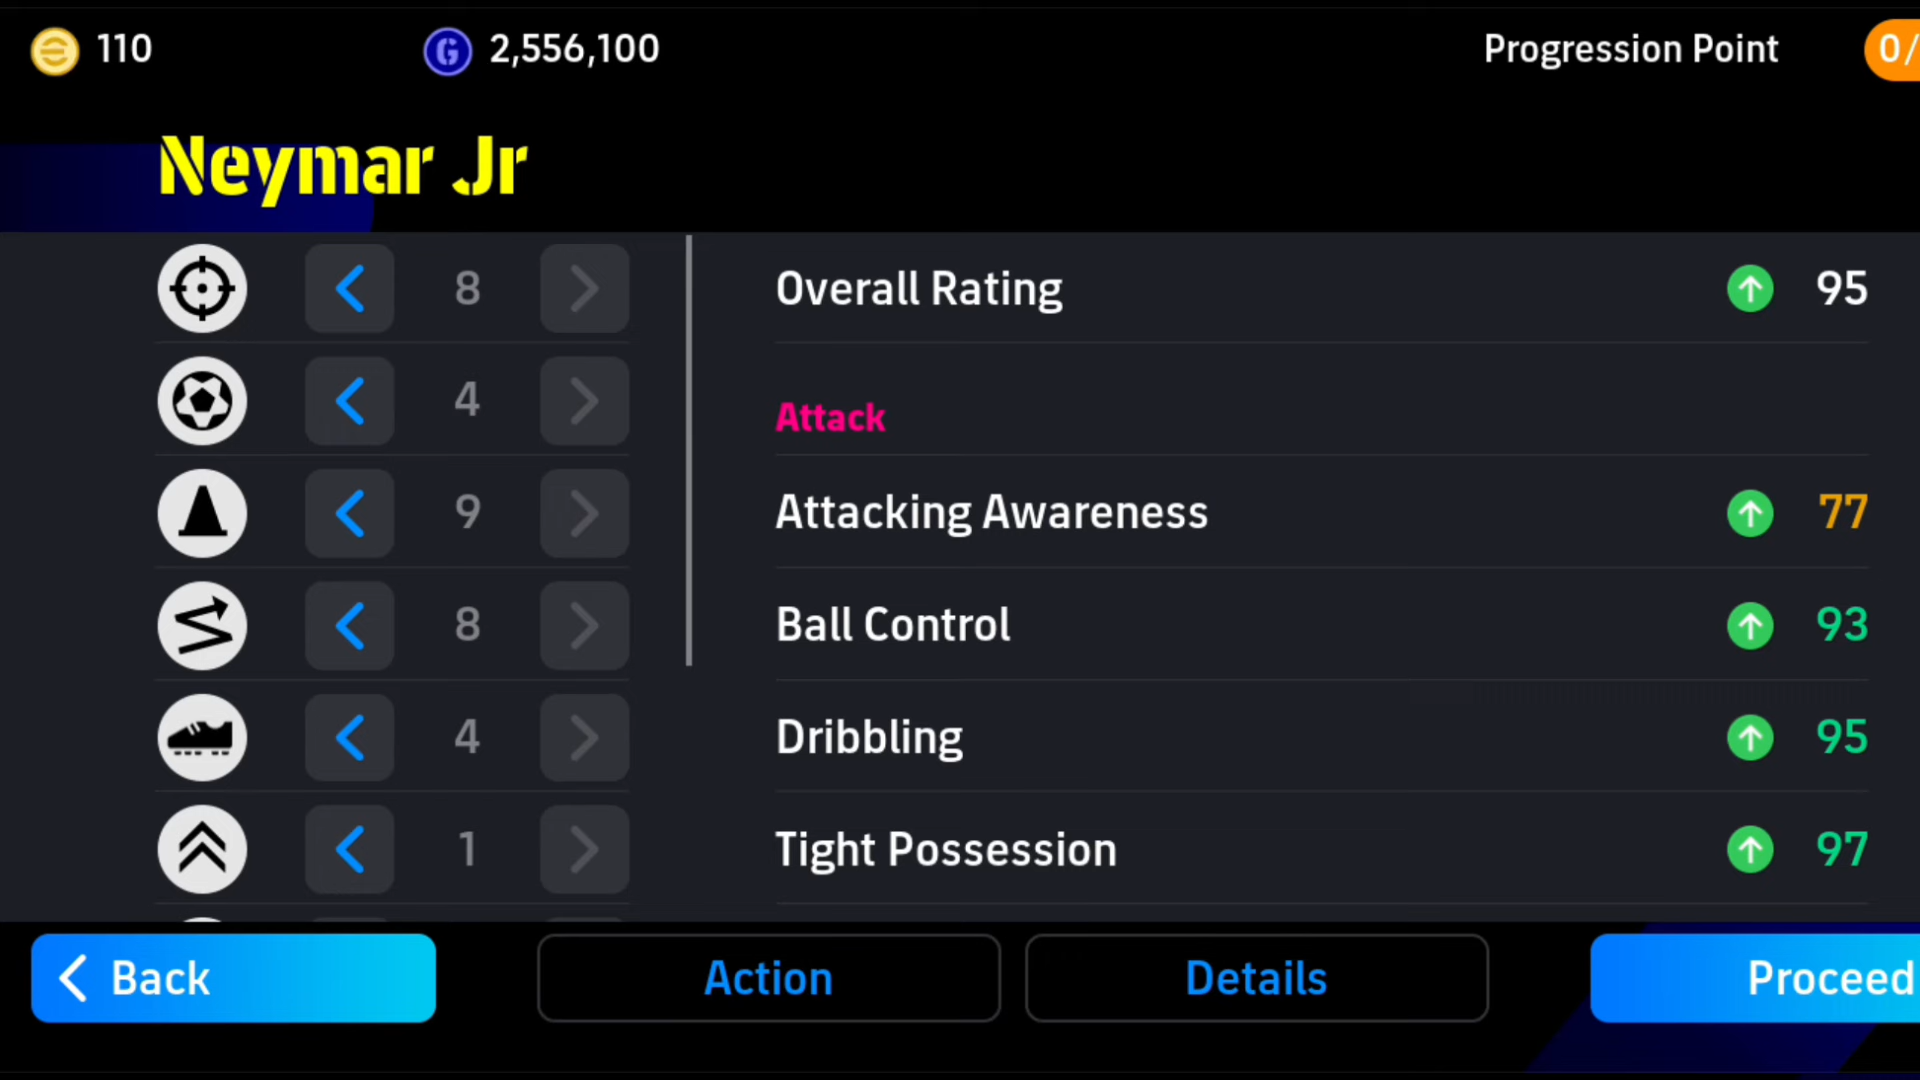 110
2,556,100
Progression Point
0/
Neymar Jr
8
Overall Rating
95
4
Attack
9
Attacking Awareness
77
8
Ball Control
93
4
Dribbling
95
1
Tight Possession
97
Back
Action
Details
Proceed